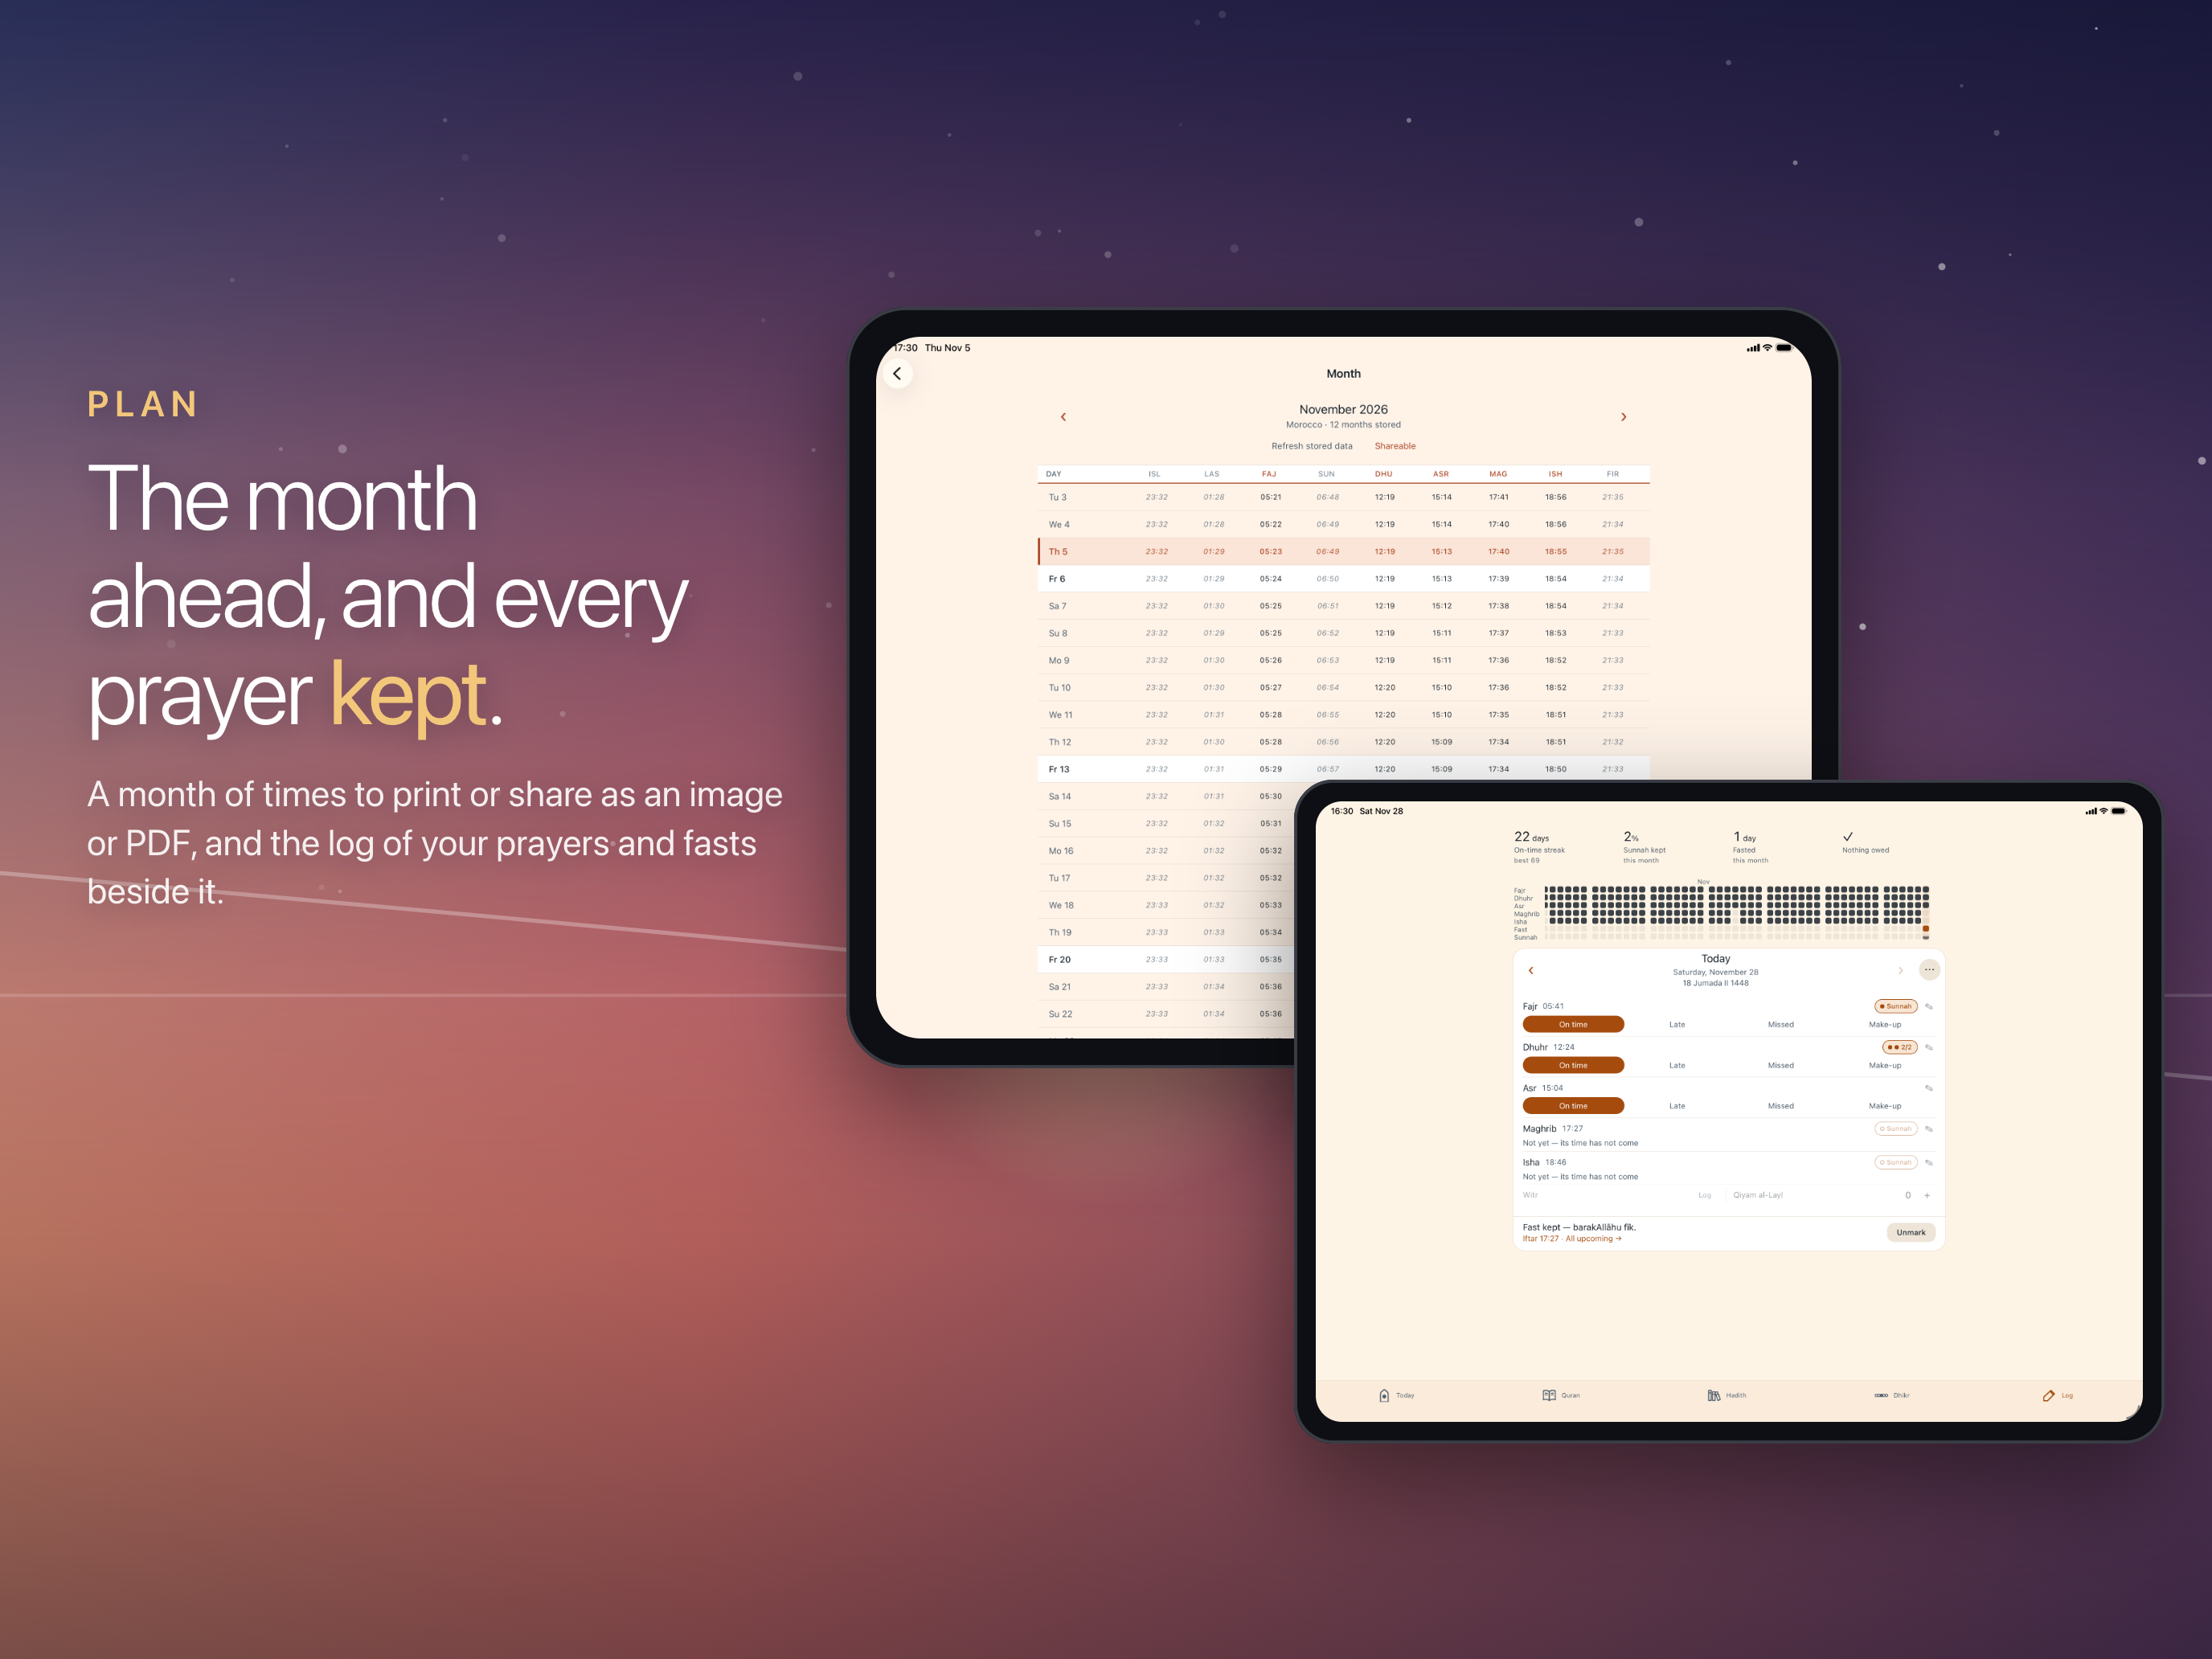 PLAN
The month
ahead, and every
prayer kept.
A month of times to print or share as an image
or PDF, and the log of your prayers and fasts
beside it.
17:30 Thu Nov 5
Month
November 2026
Morocco · 12 months stored
Refresh stored data Shareable
DAY ISL LAS FAJ SUN DHU ASR MAG ISH FIR
Tu 3 23:32 01:28 05:21 06:48 12:19 15:14 17:41 18:56 21:35
We 4 23:32 01:28 05:22 06:49 12:19 15:14 17:40 18:56 21:34
Th 5 23:32 01:29 05:23 06:49 12:19 15:13 17:40 18:55 21:35
Fr 6 23:32 01:29 05:24 06:50 12:19 15:13 17:39 18:54 21:34
Sa 7 23:32 01:30 05:25 06:51 12:19 15:12 17:38 18:54 21:34
Su 8 23:32 01:29 05:25 06:52 12:19 15:11 17:37 18:53 21:33
Mo 9 23:32 01:30 05:26 06:53 12:19 15:11 17:36 18:52 21:33
Tu 10 23:32 01:30 05:27 06:54 12:20 15:10 17:36 18:52 21:33
We 11 23:32 01:31 05:28 06:55 12:20 15:10 17:35 18:51 21:33
Th 12 23:32 01:30 05:28 06:56 12:20 15:09 17:34 18:51 21:32
Fr 13 23:32 01:31 05:29 06:57 12:20 15:09 17:34 18:50 21:33
Sa 14 23:32 01:31 05:30
Su 15 23:32 01:32 05:31
Mo 16 23:32 01:32 05:32
Tu 17 23:32 01:32 05:32
We 18 23:33 01:32 05:33
Th 19 23:33 01:33 05:34
Fr 20 23:33 01:33 05:35
Sa 21 23:33 01:34 05:36
Su 22 23:33 01:34 05:36
16:30 Sat Nov 28
22 days 2% 1 day
On-time streak Sunnah kept Fasted Nothing owed
best 69 this month this month
Nov
Fajr
Dhuhr
Asr
Maghrib
Isha
Fast
Sunnah
Today
Saturday, November 28
18 Jumada II 1448
Fajr 05:41 Sunnah
On time Late Missed Make-up
Dhuhr 12:24 2/2
On time Late Missed Make-up
Asr 15:04
On time Late Missed Make-up
Maghrib 17:27 Sunnah
Not yet — its time has not come
Isha 18:46 Sunnah
Not yet — its time has not come
Witr Log Qiyam al-Layl 0 +
Fast kept — barakAllāhu fik.
Iftar 17:27 · All upcoming →
Unmark
Today Quran Hadith Dhikr Log